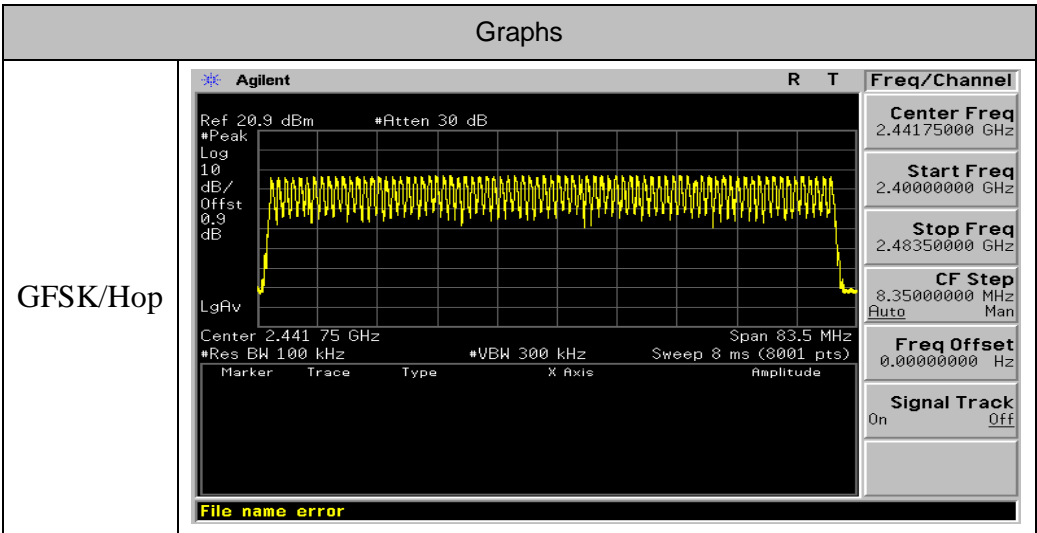 Graphs
GFSK/Hop
Agilent R T
Ref 20.9 dBm #Atten 30 dB
#Peak
Log
10
dB/
Offst
0.9
dB
LgAv
Center 2.441 75 GHz Span 83.5 MHz
#Res BW 100 kHz #VBW 300 kHz Sweep 8 ms (8001 pts)
Marker Trace Type X Axis Amplitude
File name error
Freq/Channel
Center Freq
2.44175000 GHz
Start Freq
2.40000000 GHz
Stop Freq
2.48350000 GHz
CF Step
8.35000000 MHz
Auto Man
Freq Offset
0.00000000 Hz
Signal Track
On Off